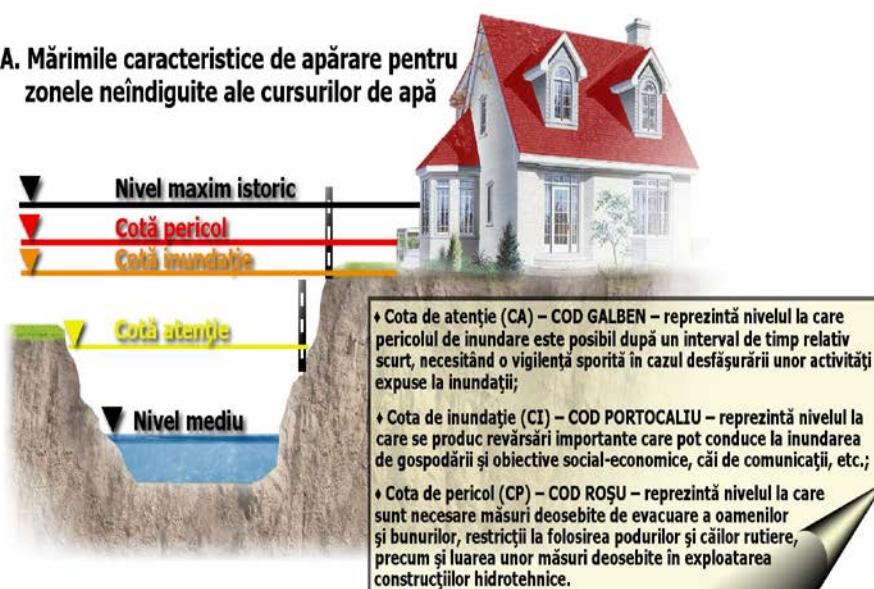 A. Mărimile caracteristice de apărare pentru
zonele neîndiguite ale cursurilor de apă
Nivel maxim istoric
Cotă pericol
Cotă inundație
Cotă atenție
Nivel mediu
♦ Cota de atenție (CA) – COD GALBEN – reprezintă nivelul la care
pericolul de inundare este posibil după un interval de timp relativ
scurt, necesitând o vigilență sporită în cazul desfășurării unor activități
expuse la inundații;
♦ Cota de inundație (CI) – COD PORTOCALIU – reprezintă nivelul la
care se produc revărsări importante care pot conduce la inundarea
de gospodării și obiective social-economice, căi de comunicații, etc.;
♦ Cota de pericol (CP) – COD ROȘU – reprezintă nivelul la care
sunt necesare măsuri deosebite de evacuare a oamenilor
și bunurilor, restricții la folosirea podurilor și căilor rutiere,
precum și luarea unor măsuri deosebite în exploatarea
construcțiilor hidrotehnice.